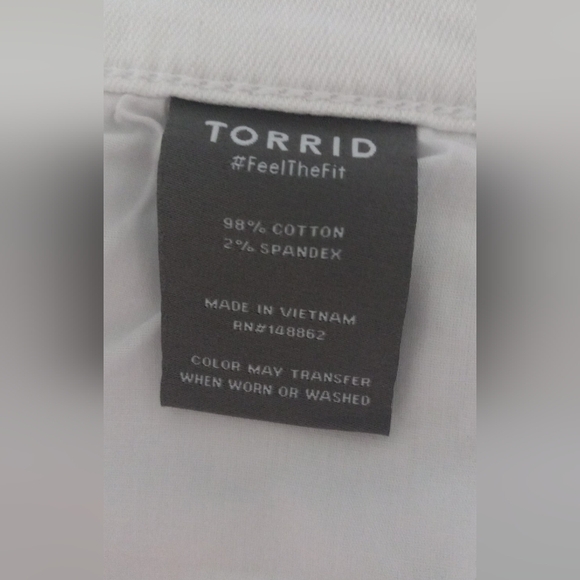 TORRID
#FeelTheFit
98% COTTON
2% SPANDEX
MADE IN VIETNAM
RN#148862
COLOR MAY TRANSFER
WHEN WORN OR WASHED